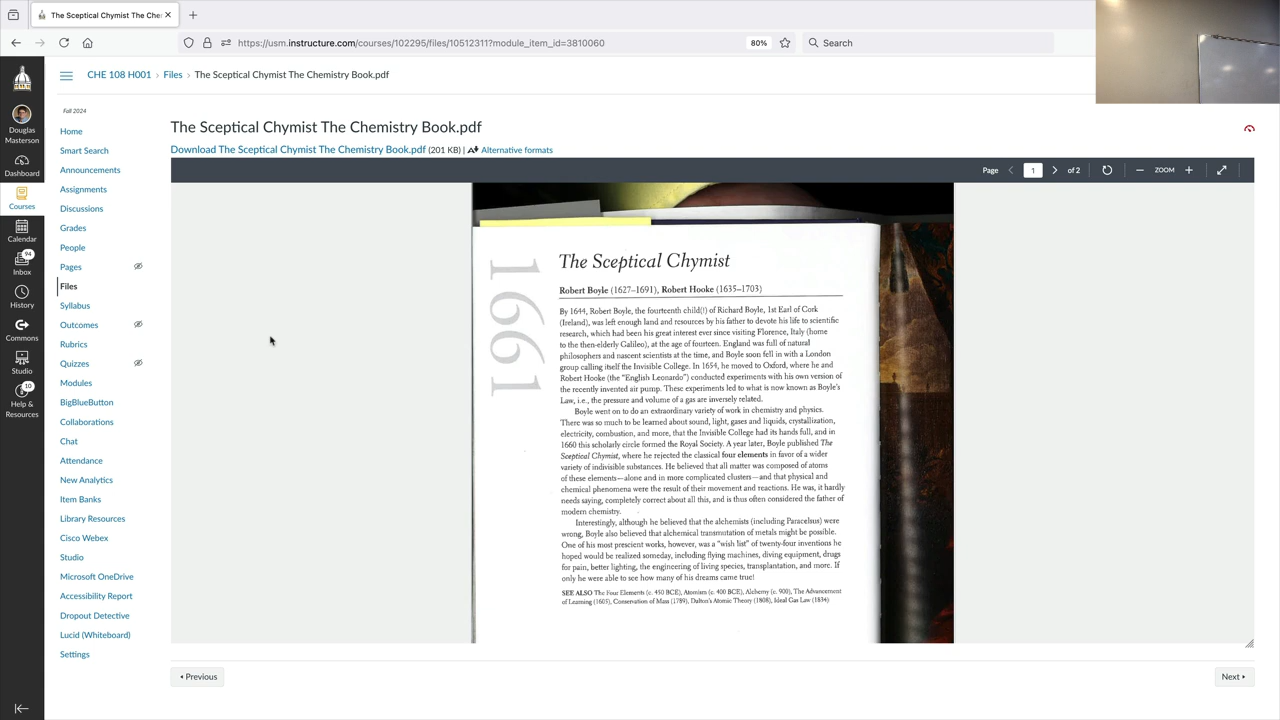 The Sceptical Chymist The Che
https://usm.instructure.com/courses/102295/files/10512311?module_item_id=3810060
80%
Search
CHE 108 H001 › Files › The Sceptical Chymist The Chemistry Book.pdf
Douglas
Masterson
Dashboard
Courses
Calendar
94
Inbox
History
Commons
Studio
10
Help &
Resources
Fall 2024
Home
Smart Search
Announcements
Assignments
Discussions
Grades
People
Pages
Files
Syllabus
Outcomes
Rubrics
Quizzes
Modules
BigBlueButton
Collaborations
Chat
Attendance
New Analytics
Item Banks
Library Resources
Cisco Webex
Studio
Microsoft OneDrive
Accessibility Report
Dropout Detective
Lucid (Whiteboard)
Settings
The Sceptical Chymist The Chemistry Book.pdf
Download The Sceptical Chymist The Chemistry Book.pdf (201 KB) | Alternative formats
Page 1 of 2 ZOOM
1661
The Sceptical Chymist
Robert Boyle (1627–1691), Robert Hooke (1635–1703)
By 1644, Robert Boyle, the fourteenth child(!) of Richard Boyle, 1st Earl of Cork
(Ireland), was left enough land and resources by his father to devote his life to scientific
research, which had been his great interest ever since visiting Florence, Italy (home
to the then-elderly Galileo), at the age of fourteen. England was full of natural
philosophers and nascent scientists at the time, and Boyle soon fell in with a London
group calling itself the Invisible College. In 1654, he moved to Oxford, where he and
Robert Hooke (the "English Leonardo") conducted experiments with his own version of
the recently invented air pump. These experiments led to what is now known as Boyle's
Law, i.e., the pressure and volume of a gas are inversely related.
Boyle went on to do an extraordinary variety of work in chemistry and physics.
There was so much to be learned about sound, light, gases and liquids, crystallization,
electricity, combustion, and more, that the Invisible College had its hands full, and in
1660 this scholarly circle formed the Royal Society. A year later, Boyle published The
Sceptical Chymist, where he rejected the classical four elements in favor of a wider
variety of indivisible substances. He believed that all matter was composed of atoms
of these elements—alone and in more complicated clusters—and that physical and
chemical phenomena were the result of their movement and reactions. He was, it hardly
needs saying, completely correct about all this, and is thus often considered the father of
modern chemistry.
Interestingly, although he believed that the alchemists (including Paracelsus) were
wrong, Boyle also believed that alchemical transmutation of metals might be possible.
One of his most prescient works, however, was a "wish list" of twenty-four inventions he
hoped would be realized someday, including flying machines, diving equipment, drugs
for pain, better lighting, the engineering of living species, transplantation, and more. If
only he were able to see how many of his dreams came true!
SEE ALSO The Four Elements (c. 450 BCE), Atomism (c. 400 BCE), Alchemy (c. 900), The Advancement
of Learning (1605), Conservation of Mass (1789), Dalton's Atomic Theory (1808), Ideal Gas Law (1834)
Previous
Next